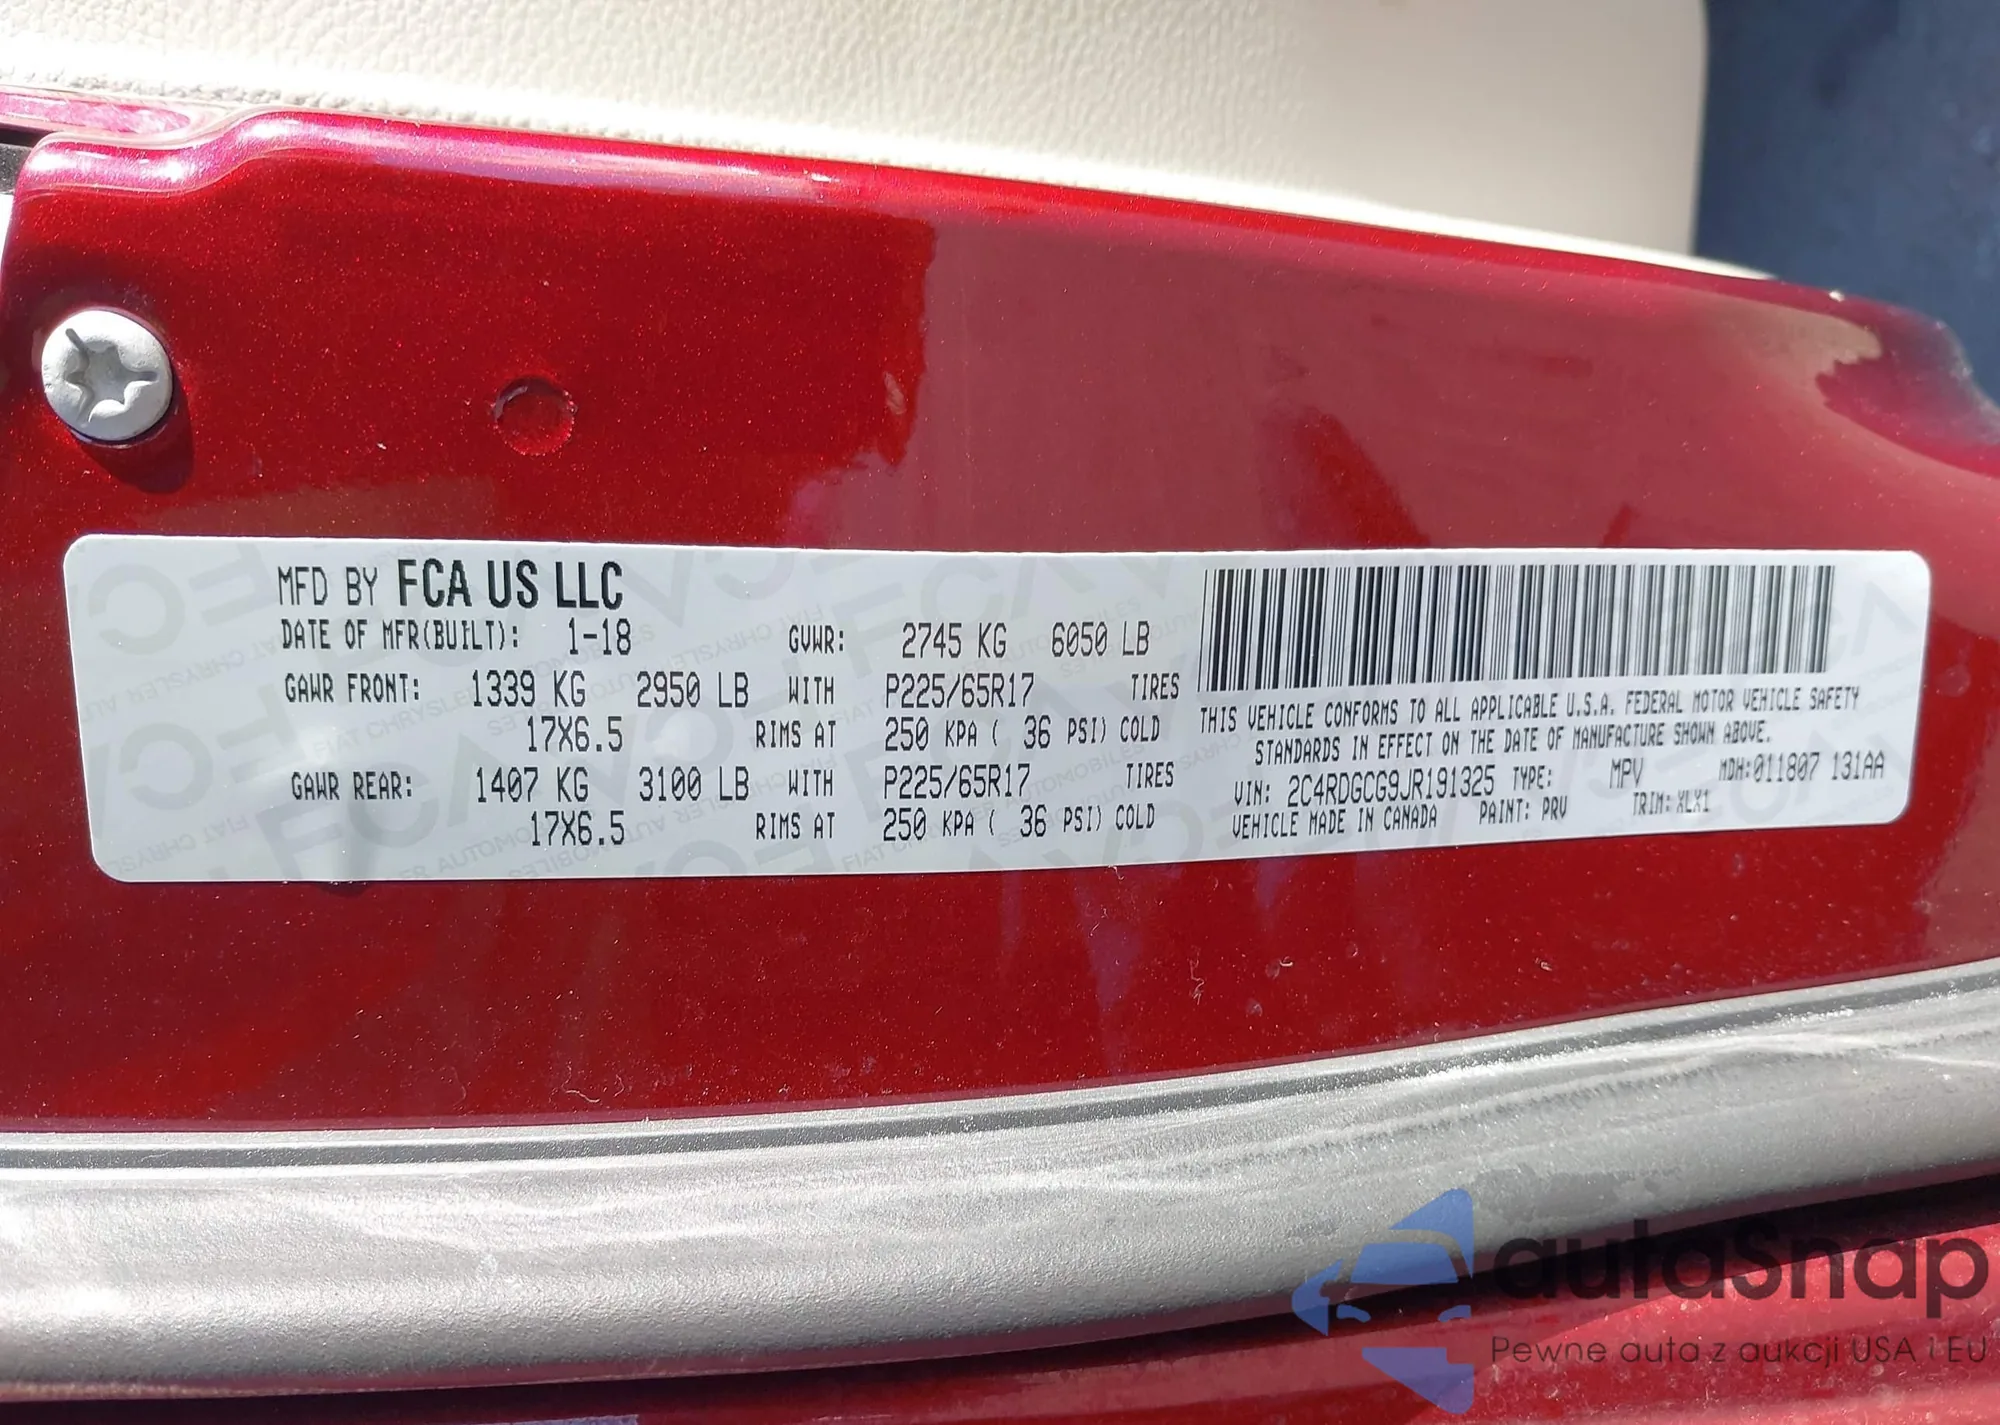 MFD BY FCA US LLC
DATE OF MFR(BUILT): 1-18 GVWR: 2745 KG 6050 LB
GAWR FRONT: 1339 KG 2950 LB WITH P225/65R17 TIRES
17X6.5 RIMS AT 250 KPA ( 36 PSI) COLD
GAWR REAR: 1407 KG 3100 LB WITH P225/65R17 TIRES
17X6.5 RIMS AT 250 KPA ( 36 PSI) COLD
THIS VEHICLE CONFORMS TO ALL APPLICABLE U.S.A. FEDERAL MOTOR VEHICLE SAFETY
STANDARDS IN EFFECT ON THE DATE OF MANUFACTURE SHOWN ABOVE.
VIN: 2C4RDGCG9JR191325 TYPE: MPV MDH:011807 131AA
VEHICLE MADE IN CANADA PAINT: PRV TRIM: XLX1
autaSnap
Pewne auta z aukcji USA i EU